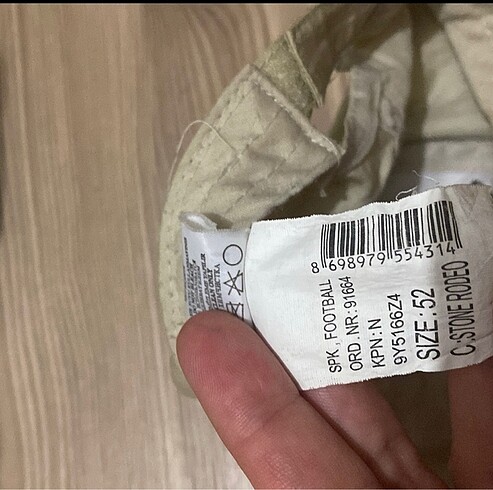 8 698979 554314
SPK , FOOTBALL
ORD. NR: 91664
KPN: N
9Y5166Z4
SIZE: 52
C:STONE RODEO